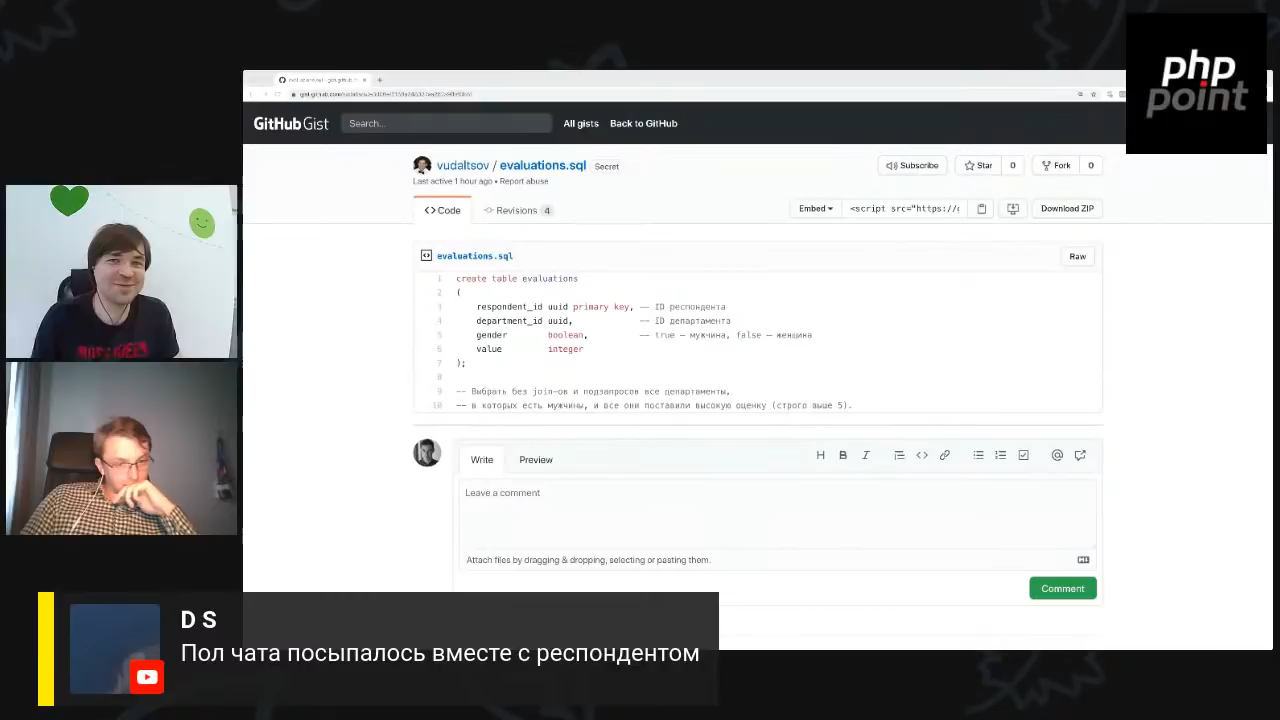 php
point
GitHub Gist
Search...
All gists
Back to GitHub
vudaltsov / evaluations.sql
Secret
Subscribe
Star
0
Fork
0
Last active 1 hour ago • Report abuse
Code
Revisions
4
Embed
<script src="https://
Download ZIP
evaluations.sql
Raw
1 create table evaluations
2 (
3 respondent_id uuid primary key, -- ID респондента
4 department_id uuid, -- ID департамента
5 gender boolean, -- true — мужчина, false — женщина
6 value integer
7 );
8
9 -- Выбрать без join-ов и подзапросов все департаменты,
10 -- в которых есть мужчины, и все они поставили высокую оценку (строго выше 5).
Write
Preview
H B I
Leave a comment
Attach files by dragging & dropping, selecting or pasting them.
Comment
D S
Пол чата посыпалось вместе с респондентом